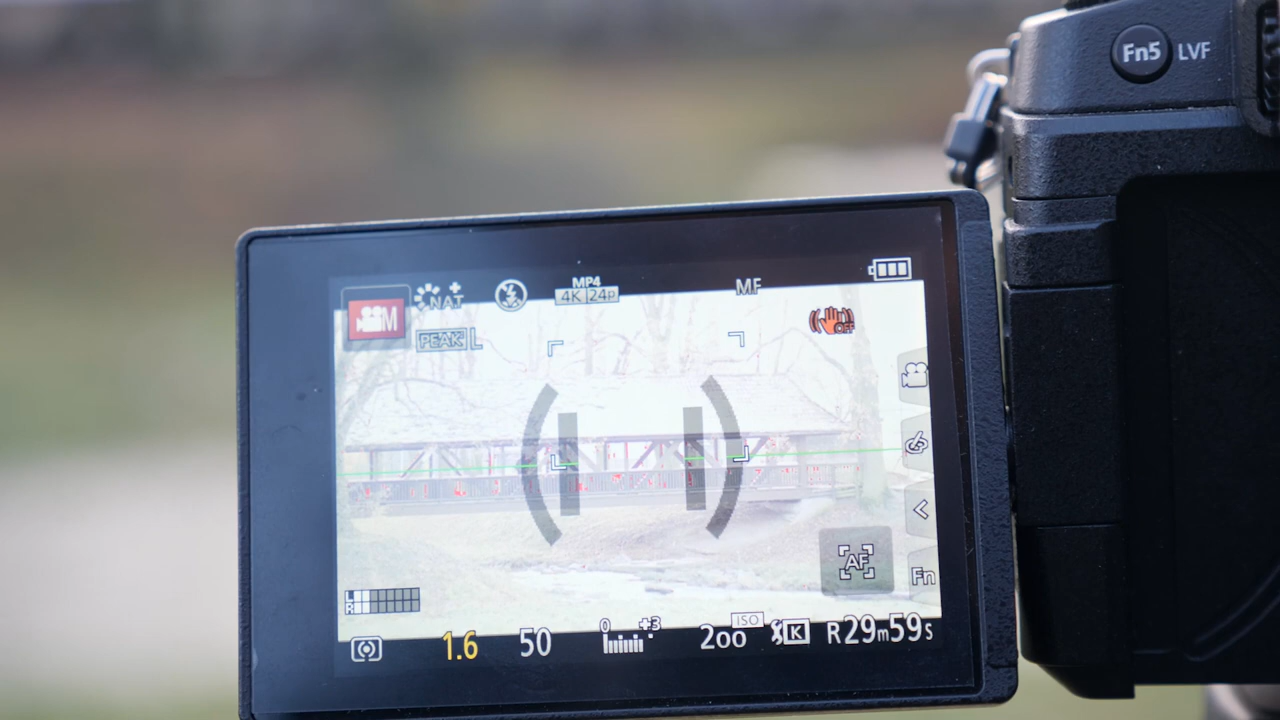 Fn5 LVF
M NAT MP4 4K 24p MF
PEAK L OFF
AF
Fn
L
R
1.6 50 0 +3 200 ISO K R29m59s